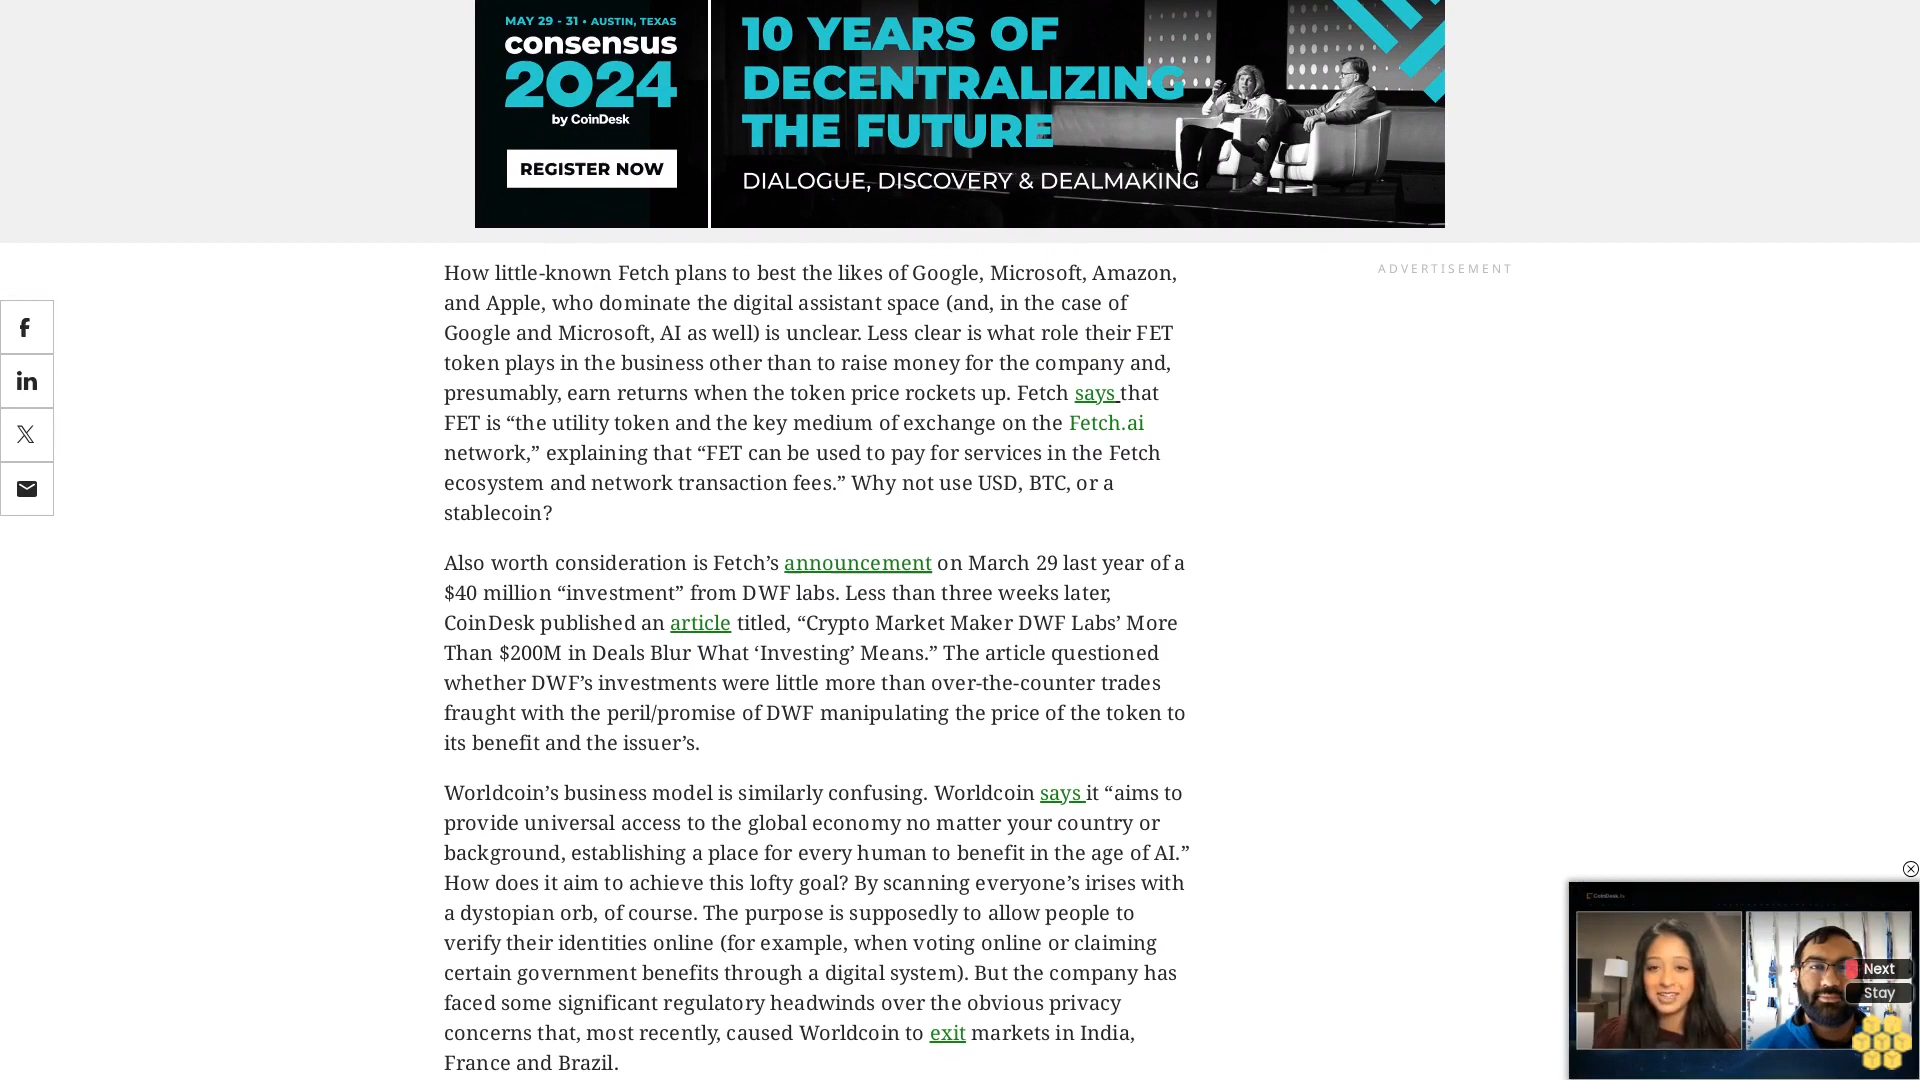 MAY 29 - 31 • AUSTIN, TEXAS
consensus
2024
by CoinDesk
REGISTER NOW
10 YEARS OF
DECENTRALIZING
THE FUTURE
DIALOGUE, DISCOVERY & DEALMAKING
ADVERTISEMENT
How little-known Fetch plans to best the likes of Google, Microsoft, Amazon,
and Apple, who dominate the digital assistant space (and, in the case of
Google and Microsoft, AI as well) is unclear. Less clear is what role their FET
token plays in the business other than to raise money for the company and,
presumably, earn returns when the token price rockets up. Fetch says that
FET is “the utility token and the key medium of exchange on the Fetch.ai
network,” explaining that “FET can be used to pay for services in the Fetch
ecosystem and network transaction fees.” Why not use USD, BTC, or a
stablecoin?
Also worth consideration is Fetch’s announcement on March 29 last year of a
$40 million “investment” from DWF labs. Less than three weeks later,
CoinDesk published an article titled, “Crypto Market Maker DWF Labs’ More
Than $200M in Deals Blur What ‘Investing’ Means.” The article questioned
whether DWF’s investments were little more than over-the-counter trades
fraught with the peril/promise of DWF manipulating the price of the token to
its benefit and the issuer’s.
Worldcoin’s business model is similarly confusing. Worldcoin says it “aims to
provide universal access to the global economy no matter your country or
background, establishing a place for every human to benefit in the age of AI.”
How does it aim to achieve this lofty goal? By scanning everyone’s irises with
a dystopian orb, of course. The purpose is supposedly to allow people to
verify their identities online (for example, when voting online or claiming
certain government benefits through a digital system). But the company has
faced some significant regulatory headwinds over the obvious privacy
concerns that, most recently, caused Worldcoin to exit markets in India,
France and Brazil.
Next
Stay